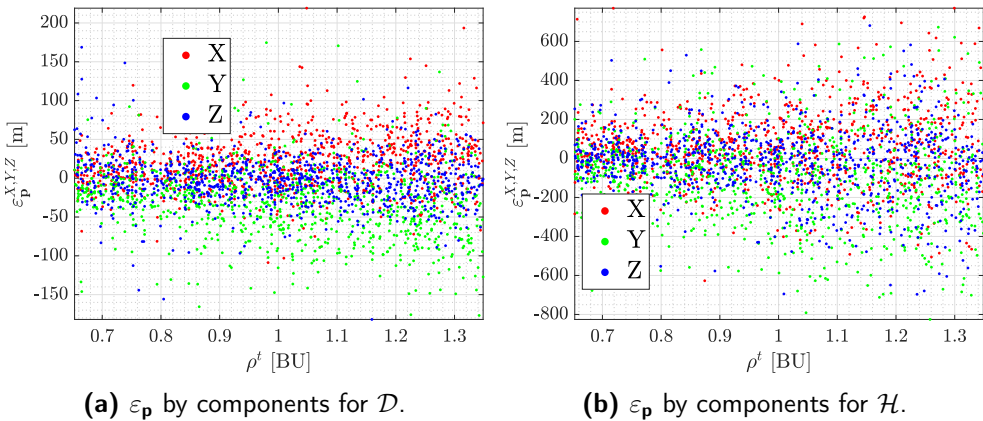 200
150
100
50
0
-50
-100
-150
ε_p^{X,Y,Z} [m]
X
Y
Z
0.7 0.8 0.9 1 1.1 1.2 1.3
ρ^t [BU]
(a) ε_p by components for 𝒟.
600
400
200
0
-200
-400
-600
-800
ε_p^{X,Y,Z} [m]
X
Y
Z
0.7 0.8 0.9 1 1.1 1.2 1.3
ρ^t [BU]
(b) ε_p by components for ℋ.